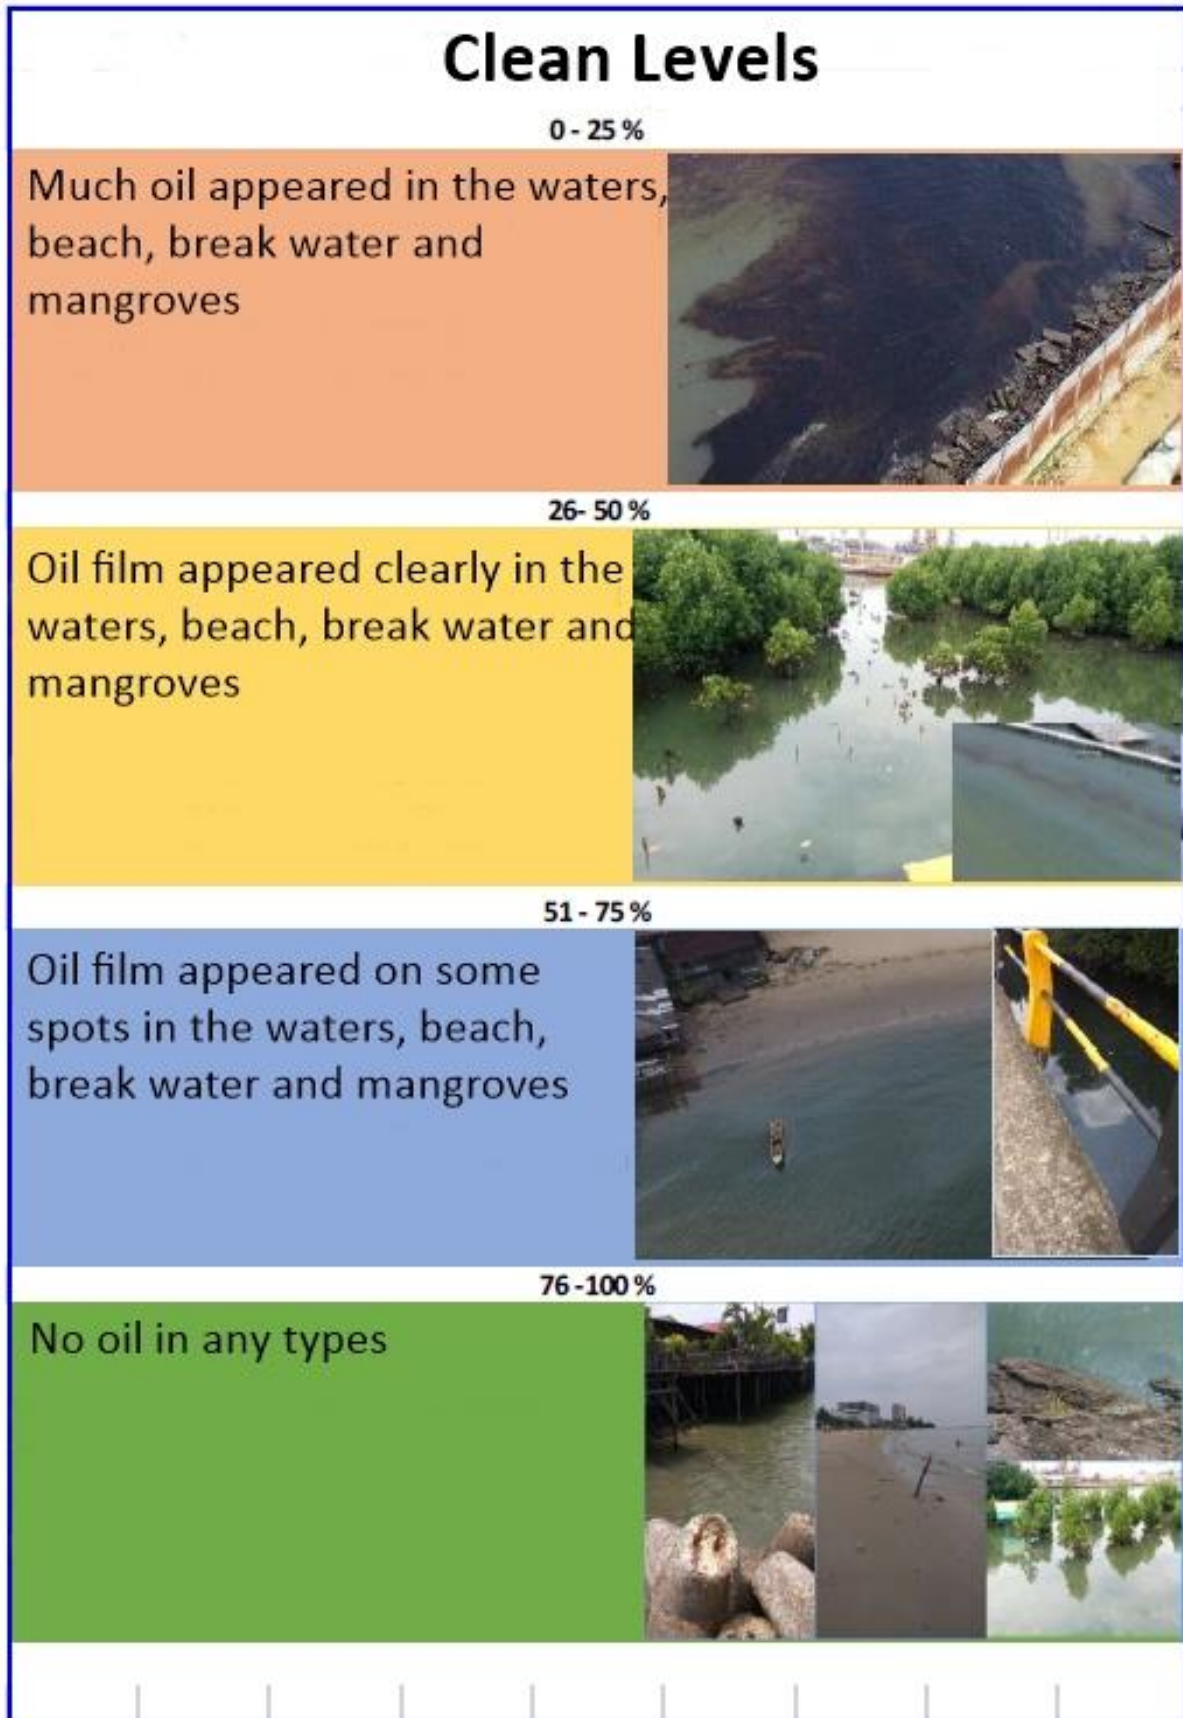 Clean Levels
0 - 25 %
Much oil appeared in the waters,
beach, break water and
mangroves
26- 50 %
Oil film appeared clearly in the
waters, beach, break water and
mangroves
51 - 75 %
Oil film appeared on some
spots in the waters, beach,
break water and mangroves
76 -100 %
No oil in any types